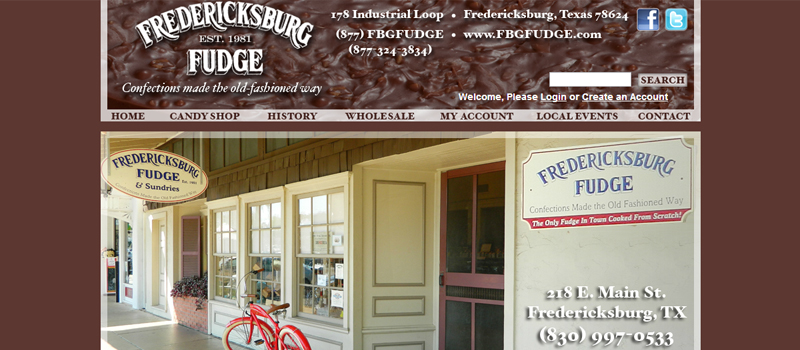 FREDERICKSBURG
EST. 1981
FUDGE
Confections made the old-fashioned way
178 Industrial Loop • Fredericksburg, Texas 78624
(877) FBGFUDGE • www.FBGFUDGE.com
(877-324-3834)
SEARCH
Welcome, Please Login or Create an Account
HOME CANDY SHOP HISTORY WHOLESALE MY ACCOUNT LOCAL EVENTS CONTACT
FREDERICKSBURG
FUDGE Est. 1981
& Sundries
FREDERICKSBURG
FUDGE
Confections Made the Old Fashioned Way
The Only Fudge In Town Cooked From Scratch!
218 E. Main St.
Fredericksburg, TX
(830) 997-0533